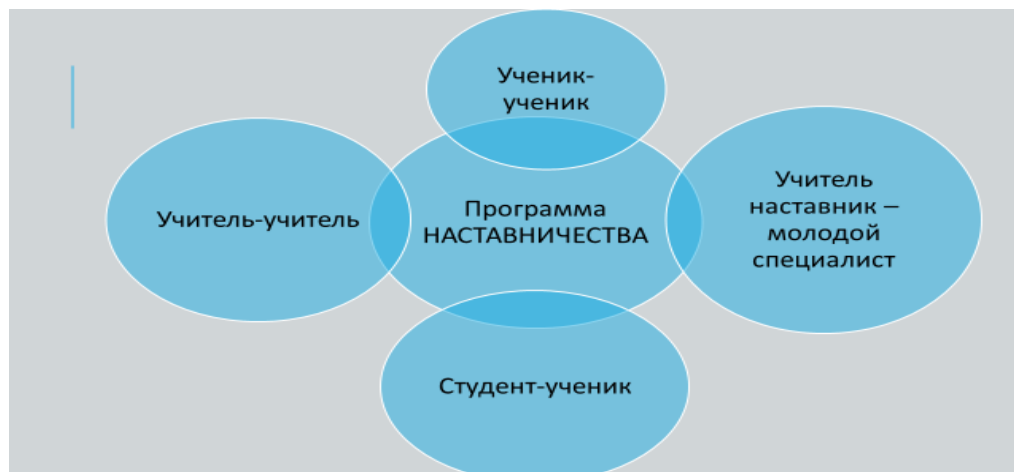 Ученик-
ученик
Учитель-учитель
Программа
НАСТАВНИЧЕСТВА
Учитель
наставник –
молодой
специалист
Студент-ученик